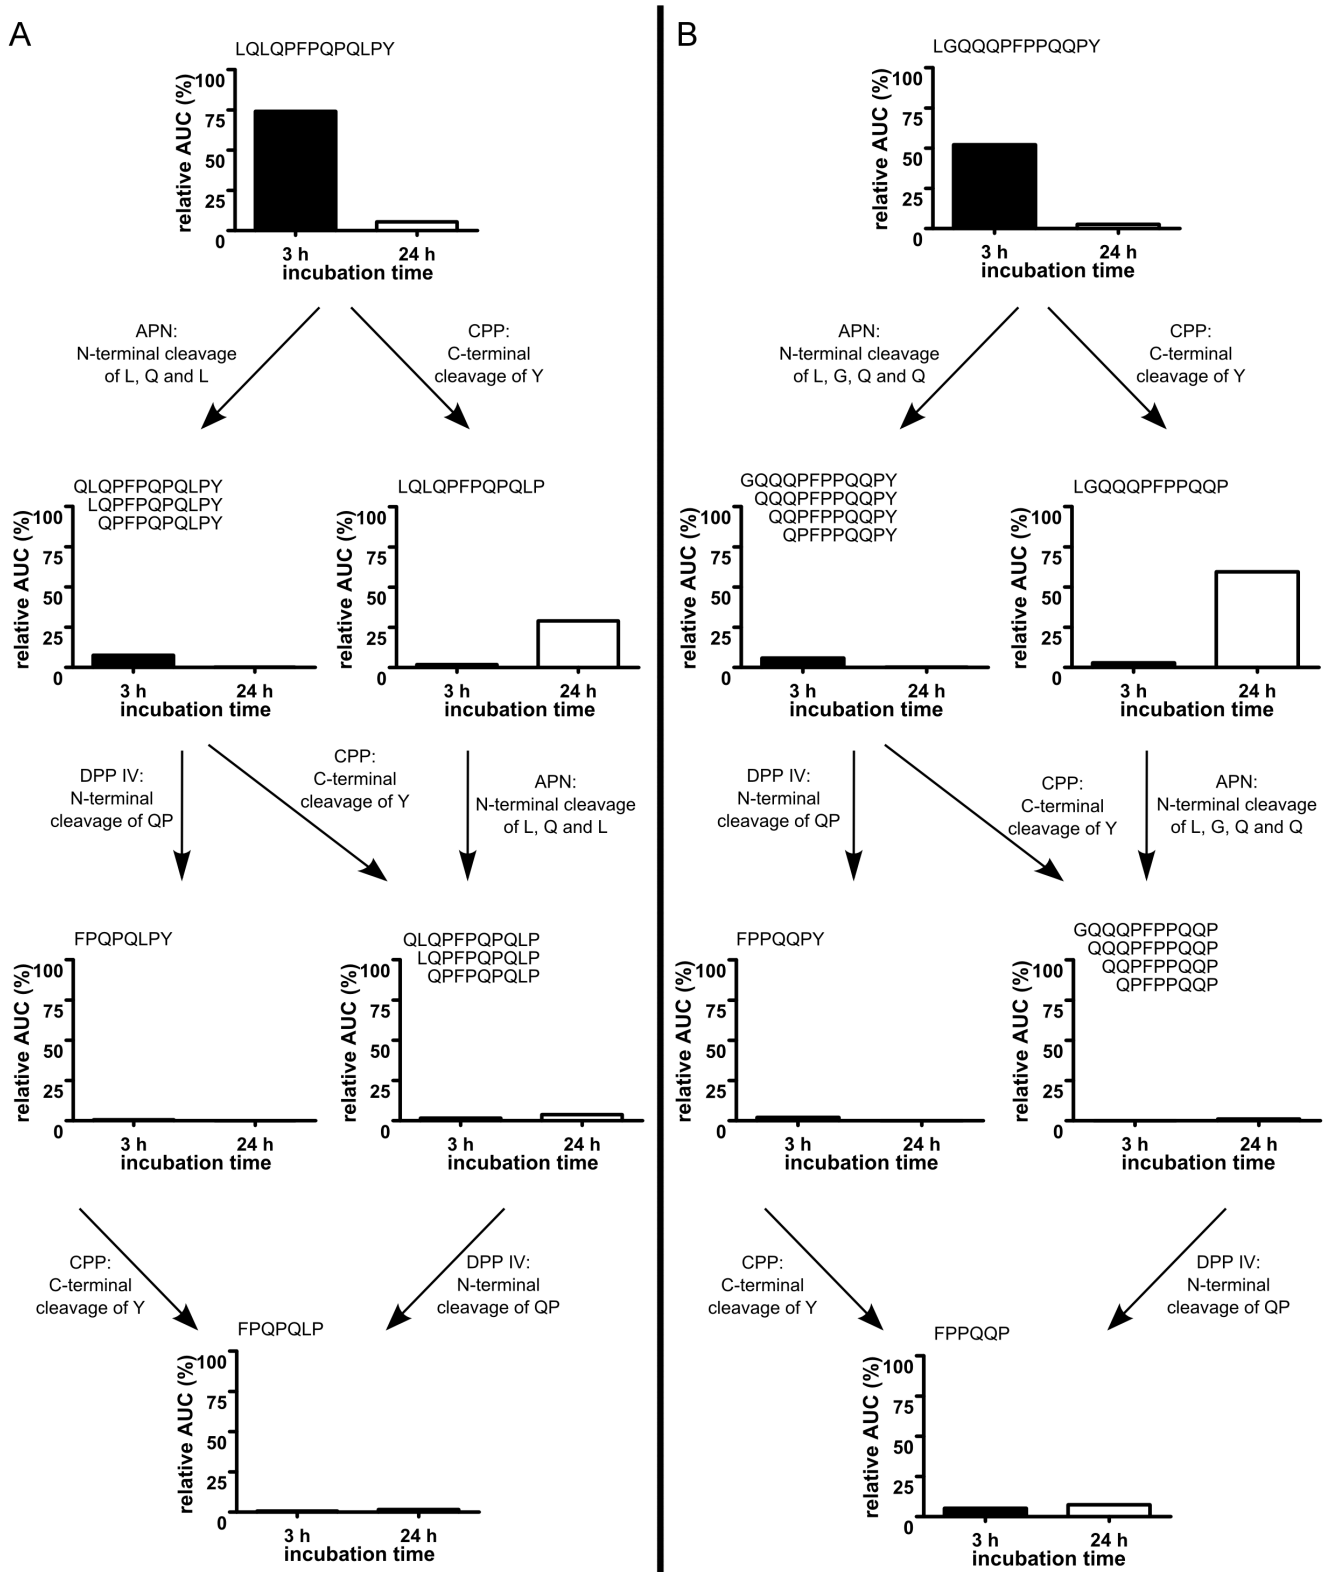 A
LQLQPFPQPQLPY
relative AUC (%)
100
75
50
25
0
3 h
24 h
incubation time
APN:
N-terminal cleavage
of L, Q and L
CPP:
C-terminal
cleavage of Y
QLQPFPQPQLPY
LQPFPQPQLPY
QPFPQPQLPY
relative AUC (%)
100
75
50
25
0
3 h
24 h
incubation time
LQLQPFPQPQLP
relative AUC (%)
100
75
50
25
0
3 h
24 h
incubation time
DPP IV:
N-terminal
cleavage of QP
CPP:
C-terminal
cleavage of Y
APN:
N-terminal cleavage
of L, Q and L
FPQPQLPY
relative AUC (%)
100
75
50
25
0
3 h
24 h
incubation time
QLQPFPQPQLP
LQPFPQPQLP
QPFPQPQLP
relative AUC (%)
100
75
50
25
0
3 h
24 h
incubation time
CPP:
C-terminal
cleavage of Y
DPP IV:
N-terminal
cleavage of QP
FPQPQLP
relative AUC (%)
100
75
50
25
0
3 h
24 h
incubation time
B
LGQQQPFPPQQPY
relative AUC (%)
100
75
50
25
0
3 h
24 h
incubation time
APN:
N-terminal cleavage
of L, G, Q and Q
CPP:
C-terminal
cleavage of Y
GQQQPFPPQQPY
QQQPFPPQQPY
QQPFPPQQPY
QPFPPQQPY
relative AUC (%)
100
75
50
25
0
3 h
24 h
incubation time
LGQQQPFPPQQP
relative AUC (%)
100
75
50
25
0
3 h
24 h
incubation time
DPP IV:
N-terminal
cleavage of QP
CPP:
C-terminal
cleavage of Y
APN:
N-terminal cleavage
of L, G, Q and Q
FPPQQPY
relative AUC (%)
100
75
50
25
0
3 h
24 h
incubation time
GQQQPFPPQQP
QQQPFPPQQP
QQPFPPQQP
QPFPPQQP
relative AUC (%)
100
75
50
25
0
3 h
24 h
incubation time
CPP:
C-terminal
cleavage of Y
DPP IV:
N-terminal
cleavage of QP
FPPQQP
relative AUC (%)
100
75
50
25
0
3 h
24 h
incubation time